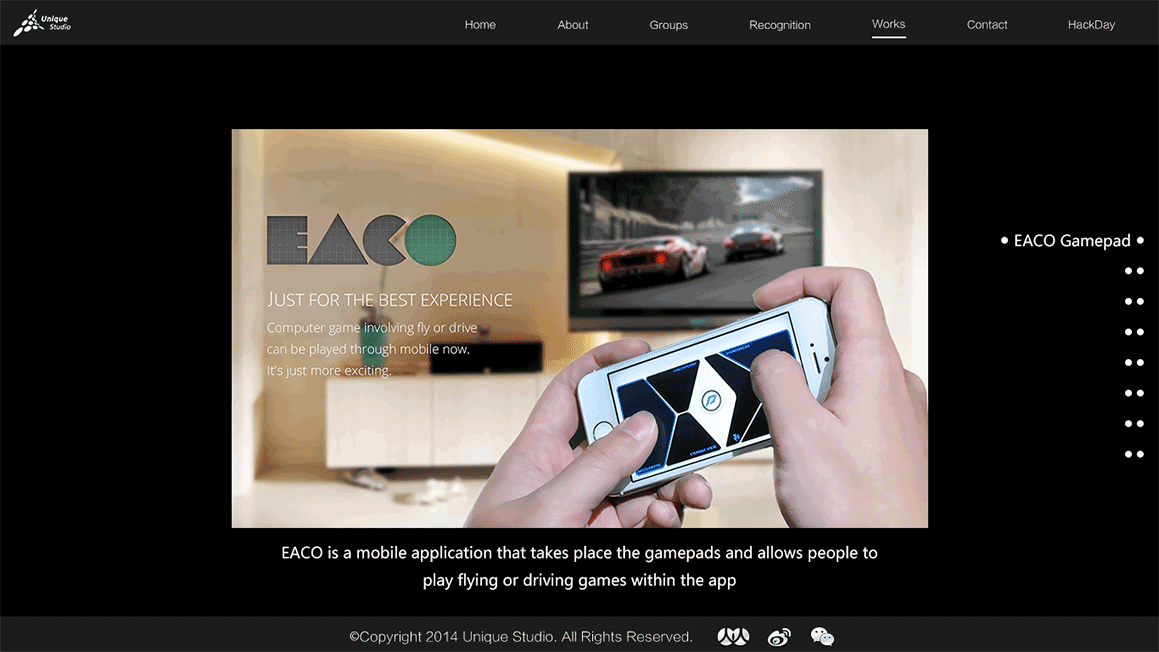 Unique
Studio
Home
About
Groups
Recognition
Works
Contact
HackDay
EACO
JUST FOR THE BEST EXPERIENCE
Computer game involving fly or drive
can be played through mobile now.
It's just more exciting.
• EACO Gamepad •
EACO is a mobile application that takes place the gamepads and allows people to
play flying or driving games within the app
©Copyright 2014 Unique Studio. All Rights Reserved.